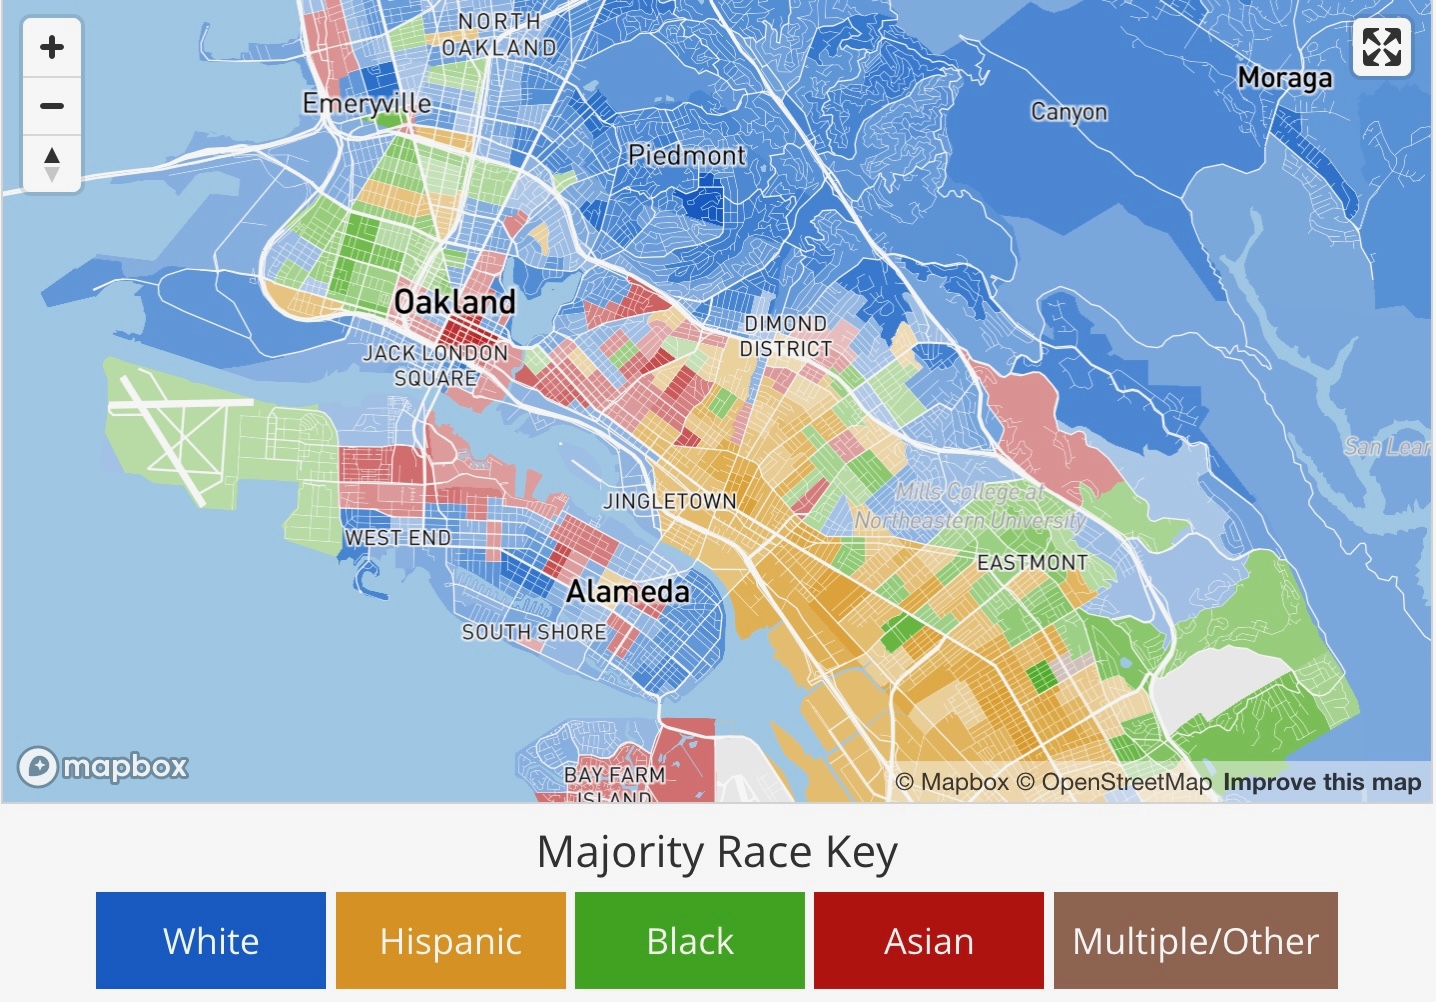 NORTH
OAKLAND
Moraga
Emeryville
Canyon
Piedmont
Oakland
DIMOND
DISTRICT
JACK LONDON
SQUARE
San Lean
JINGLETOWN
Mills College at
Northeastern University
WEST END
EASTMONT
Alameda
SOUTH SHORE
BAY FARM
ISLAND
mapbox
© Mapbox © OpenStreetMap Improve this map
Majority Race Key
White
Hispanic
Black
Asian
Multiple/Other